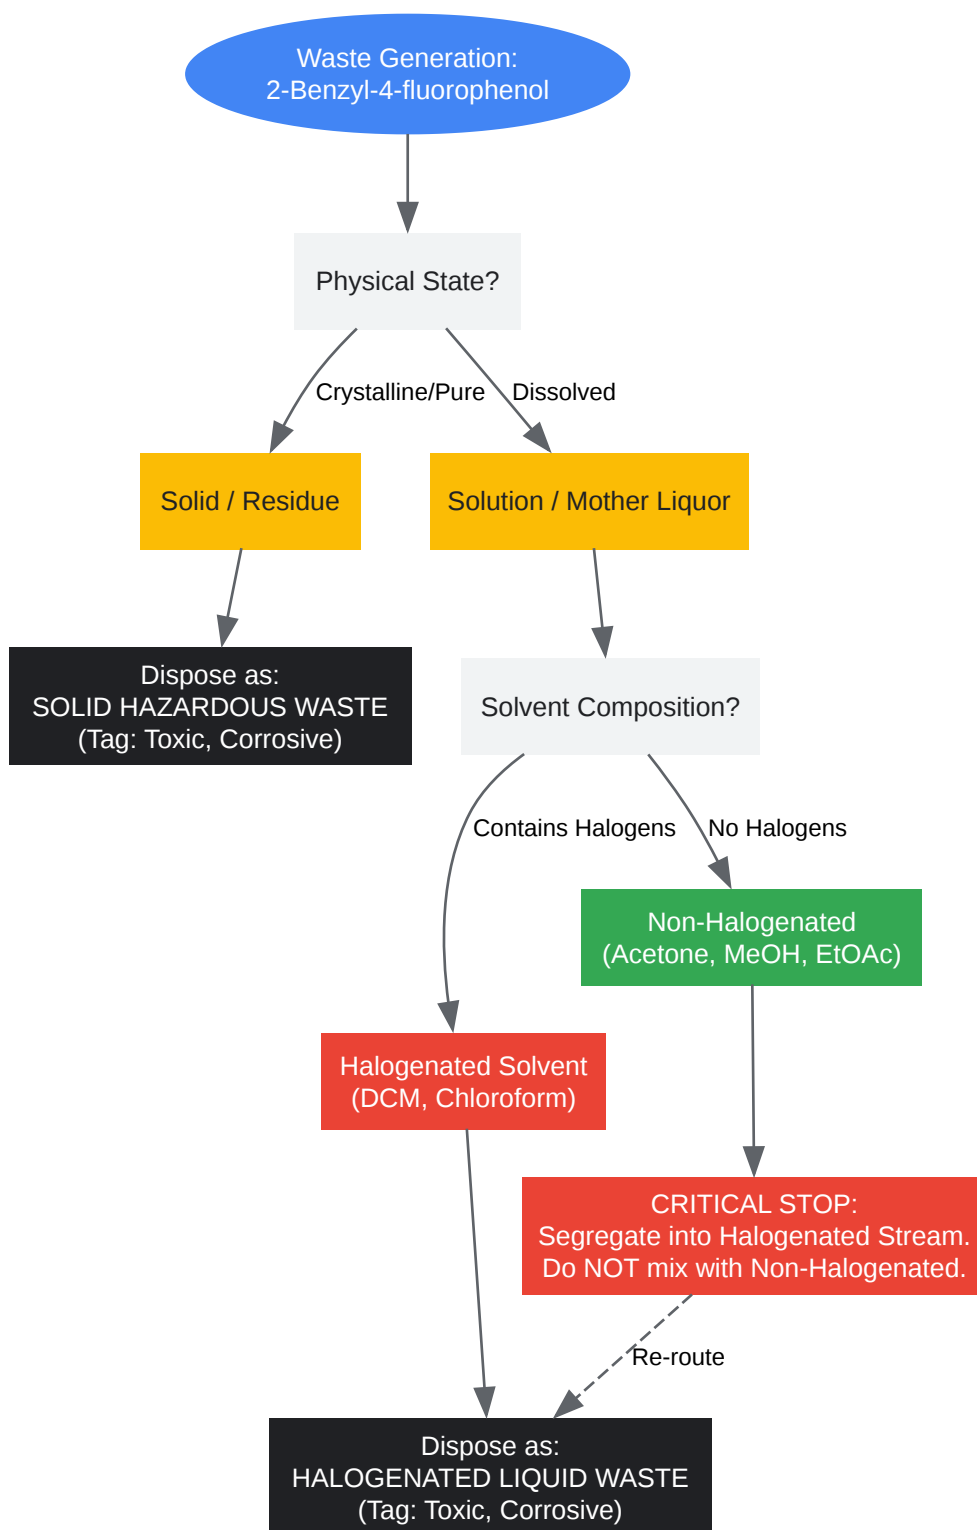 Waste Generation:
2-Benzyl-4-fluorophenol
Physical State?
Crystalline/Pure
Dissolved
Solid / Residue
Solution / Mother Liquor
Dispose as:
SOLID HAZARDOUS WASTE
(Tag: Toxic, Corrosive)
Solvent Composition?
Contains Halogens
No Halogens
Non-Halogenated
(Acetone, MeOH, EtOAc)
Halogenated Solvent
(DCM, Chloroform)
CRITICAL STOP:
Segregate into Halogenated Stream.
Do NOT mix with Non-Halogenated.
Re-route
Dispose as:
HALOGENATED LIQUID WASTE
(Tag: Toxic, Corrosive)